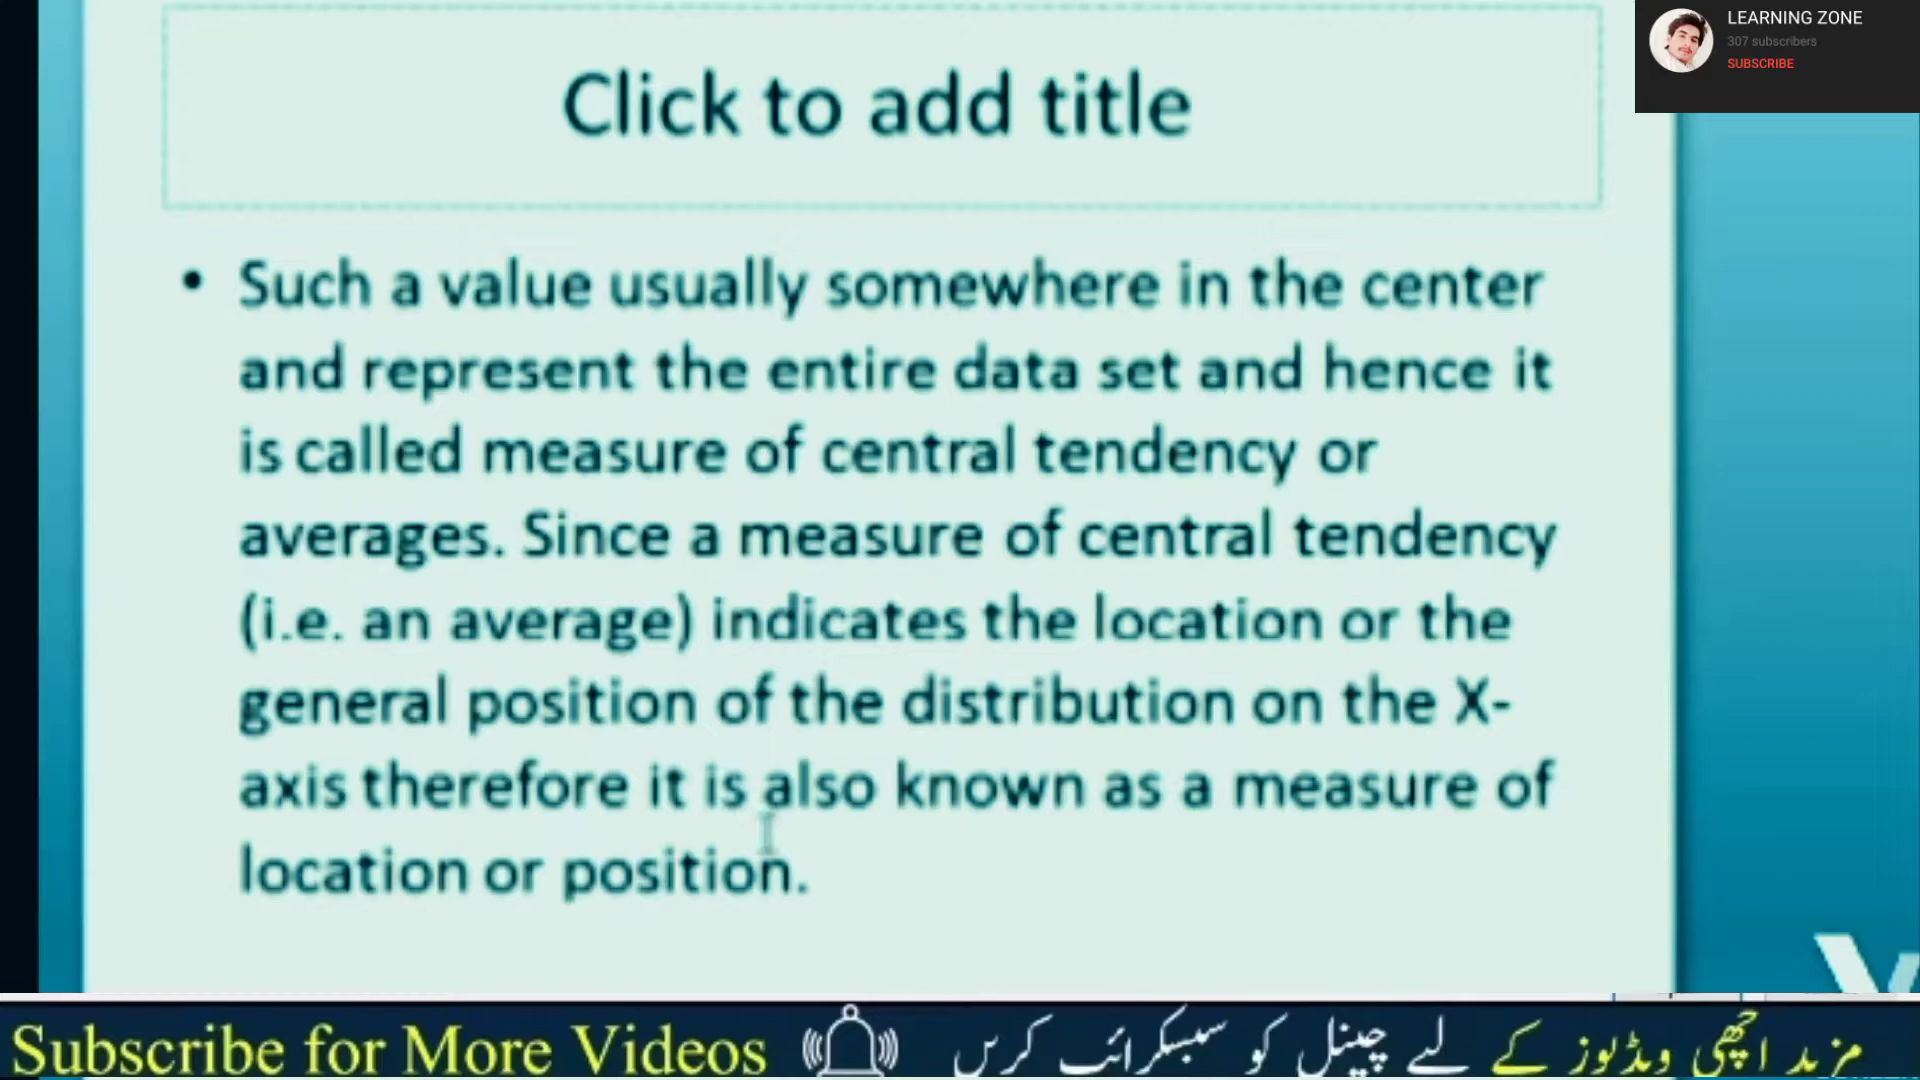 LEARNING ZONE
307 subscribers
SUBSCRIBE
Click to add title
• Such a value usually somewhere in the center
and represent the entire data set and hence it
is called measure of central tendency or
averages. Since a measure of central tendency
(i.e. an average) indicates the location or the
general position of the distribution on the X-
axis therefore it is also known as a measure of
location or position.
Subscribe for More Videos
مزید اچھی ویڈیوز کے لیے چینل کو سبسکرائب کریں